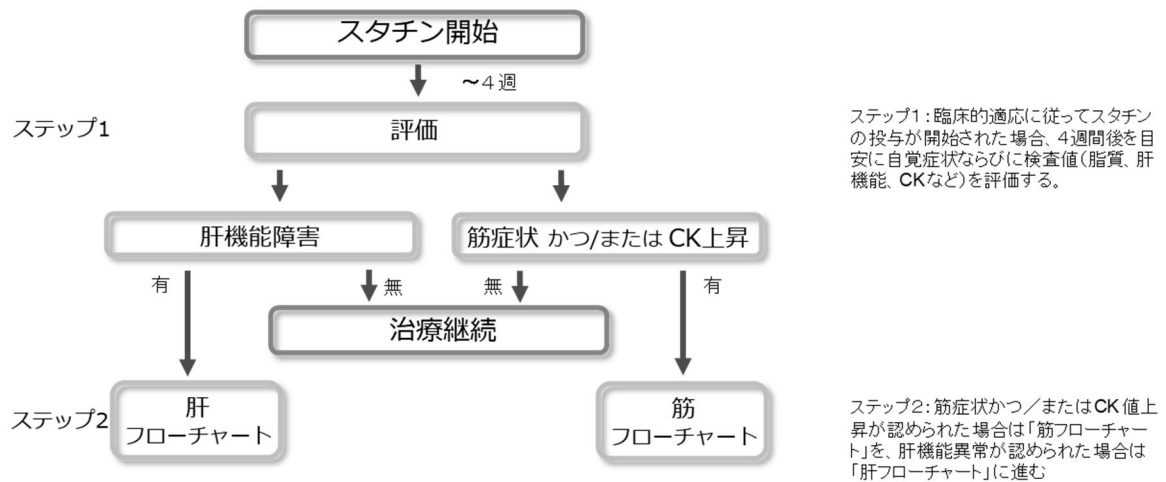 スタチン開始
～4週
ステップ1
評価
ステップ1：臨床的適応に従ってスタチン
の投与が開始された場合、4週間後を目
安に自覚症状ならびに検査値（脂質、肝
機能、CKなど）を評価する。
肝機能障害
筋症状 かつ/または CK上昇
有
無
無
有
治療継続
ステップ2
肝
フローチャート
筋
フローチャート
ステップ2：筋症状かつ／またはCK値上
昇が認められた場合は「筋フローチャー
ト」を、肝機能異常が認められた場合は
「肝フローチャート」に進む